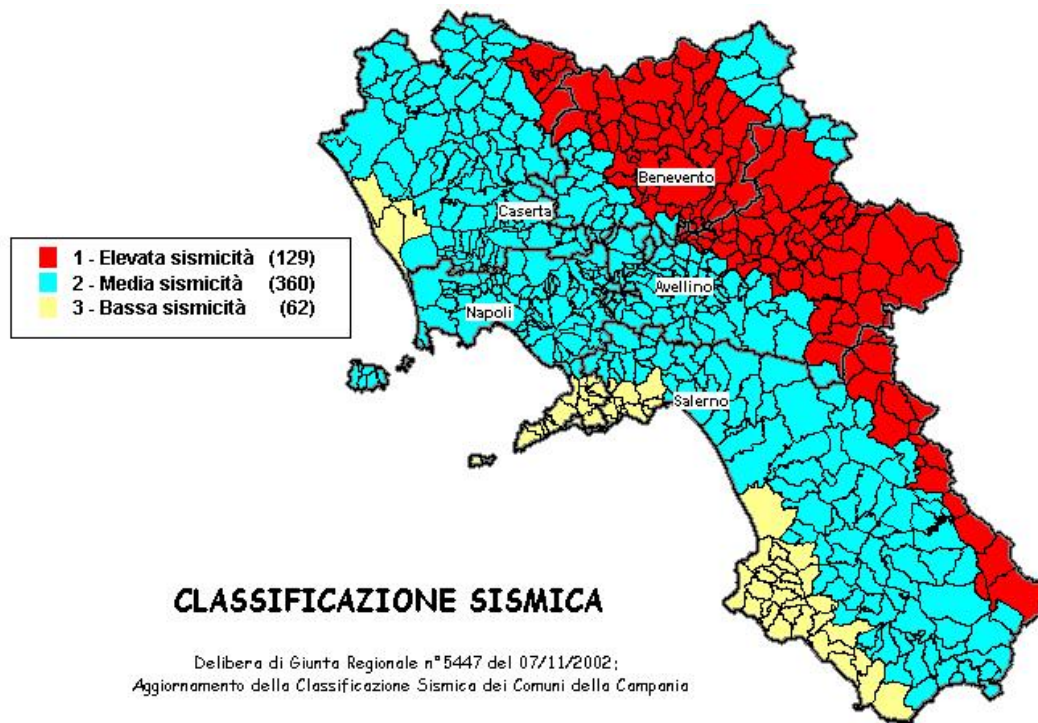 Benevento
Caserta
1 - Elevata sismicità (129)
2 - Media sismicità (360)
3 - Bassa sismicità (62)
Avellino
Napoli
Salerno
CLASSIFICAZIONE SISMICA
Delibera di Giunta Regionale n°5447 del 07/11/2002;
Aggiornamento della Classificazione Sismica dei Comuni della Campania